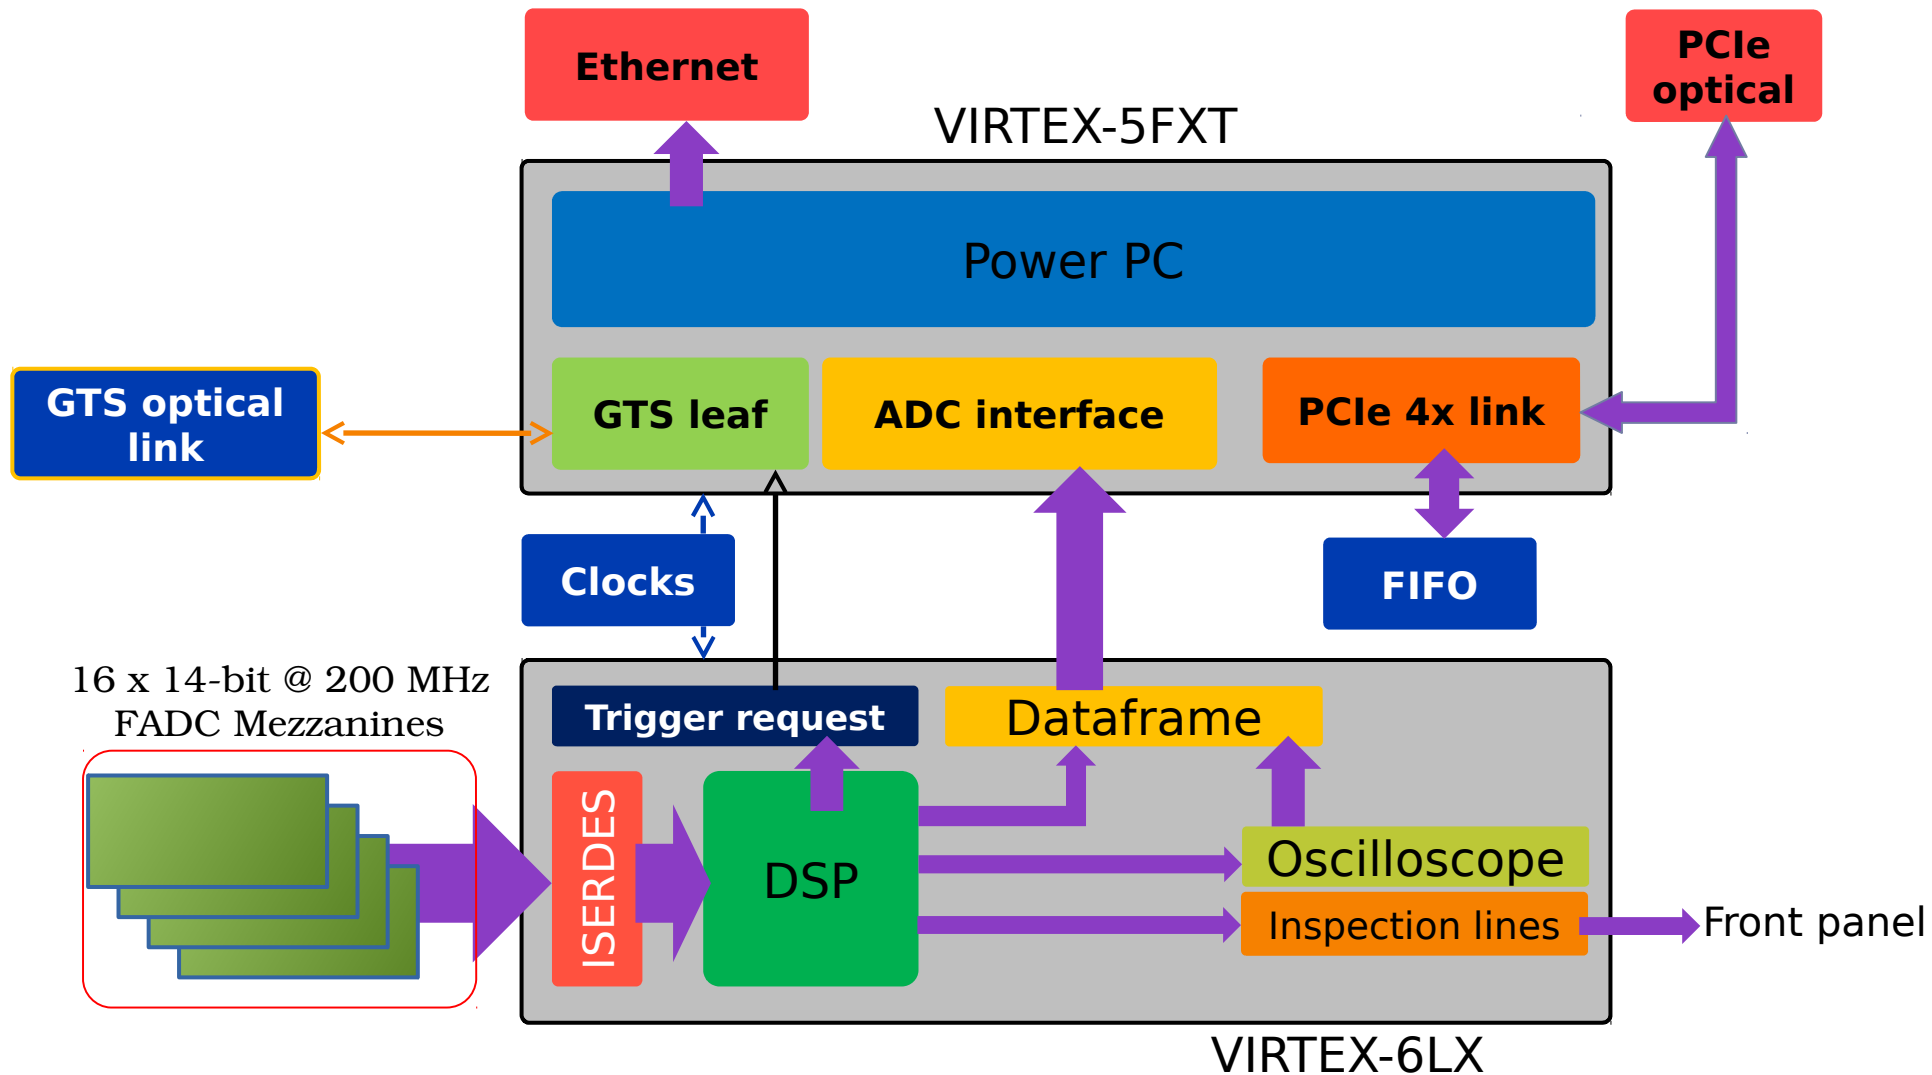 Ethernet
PCIe
optical
VIRTEX-5FXT
Power PC
GTS optical
link
GTS leaf
ADC interface
PCIe 4x link
Clocks
FIFO
16 x 14-bit @ 200 MHz
FADC Mezzanines
Trigger request
Dataframe
ISERDES
DSP
Oscilloscope
Inspection lines
Front panel
VIRTEX-6LX